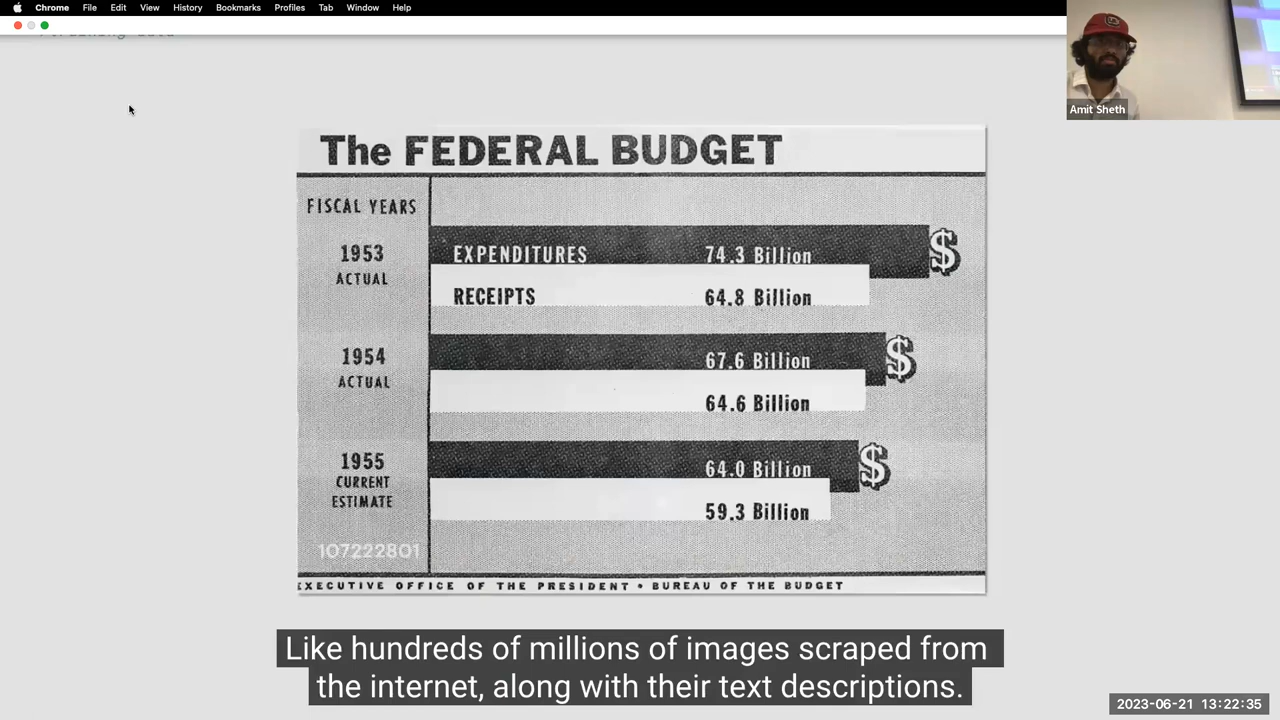 Chrome File Edit View History Bookmarks Profiles Tab Window Help
Amit Sheth
The FEDERAL BUDGET
FISCAL YEARS
1953
ACTUAL
EXPENDITURES 74.3 Billion
$
RECEIPTS 64.8 Billion
1954
ACTUAL
67.6 Billion
$
64.6 Billion
1955
CURRENT
ESTIMATE
64.0 Billion
$
59.3 Billion
107222801
EXECUTIVE OFFICE OF THE PRESIDENT • BUREAU OF THE BUDGET
Like hundreds of millions of images scraped from
the internet, along with their text descriptions.
2023-06-21 13:22:35